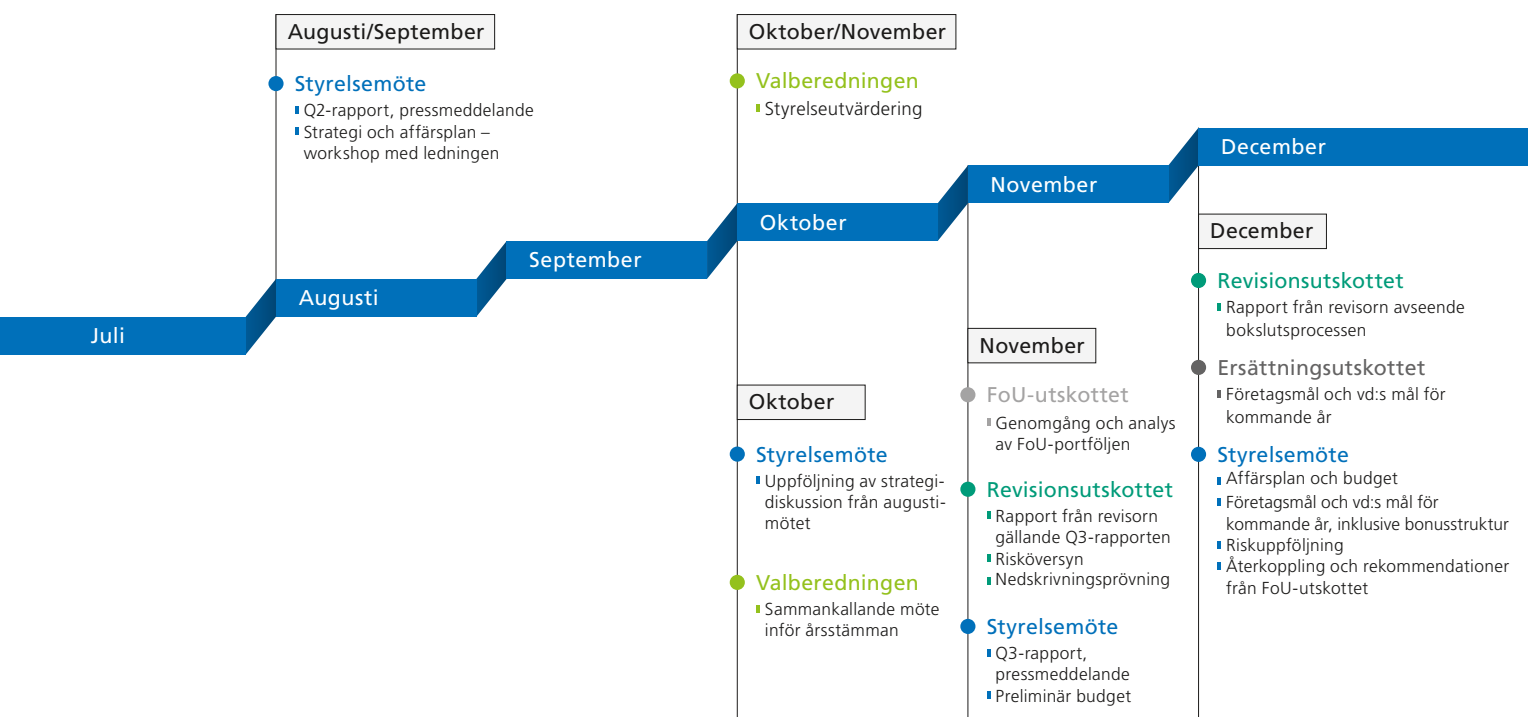 Augusti/September
Styrelsemöte
Q2-rapport, pressmeddelande
Strategi och affärsplan –
workshop med ledningen
Oktober/November
Valberedningen
Styrelseutvärdering
Juli
Augusti
September
Oktober
November
December
Oktober
Styrelsemöte
Uppföljning av strategi-
diskussion från augusti-
mötet
Valberedningen
Sammankallande möte
inför årsstämman
November
FoU-utskottet
Genomgång och analys
av FoU-portföljen
Revisionsutskottet
Rapport från revisorn
gällande Q3-rapporten
Risköversyn
Nedskrivningsprövning
Styrelsemöte
Q3-rapport,
pressmeddelande
Preliminär budget
December
Revisionsutskottet
Rapport från revisorn avseende
bokslutsprocessen
Ersättningsutskottet
Företagsmål och vd:s mål för
kommande år
Styrelsemöte
Affärsplan och budget
Företagsmål och vd:s mål för
kommande år, inklusive bonusstruktur
Riskuppföljning
Återkoppling och rekommendationer
från FoU-utskottet